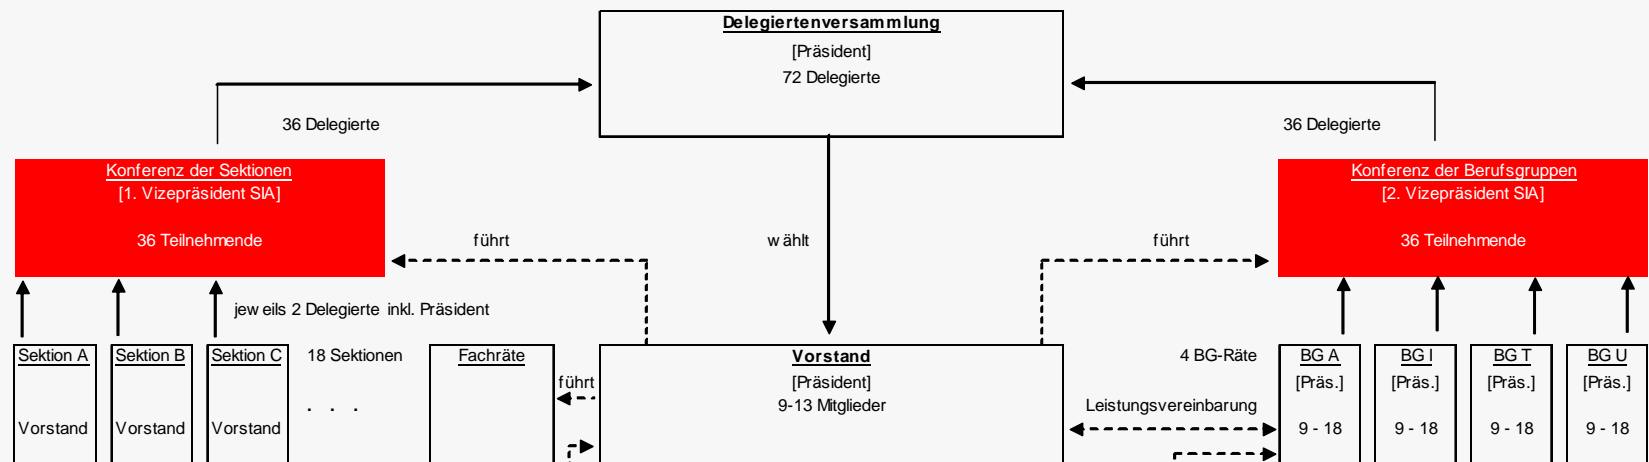 Delegiertenversammlung
[Präsident]
72 Delegierte
36 Delegierte
36 Delegierte
Konferenz der Sektionen
[1. Vizepräsident SIA]
36 Teilnehmende
Konferenz der Berufsgruppen
[2. Vizepräsident SIA]
36 Teilnehmende
führt
wählt
führt
jeweils 2 Delegierte inkl. Präsident
Sektion A
Vorstand
Sektion B
Vorstand
Sektion C
Vorstand
18 Sektionen
. . .
Fachräte
führt
Vorstand
[Präsident]
9-13 Mitglieder
4 BG-Räte
Leistungsvereinbarung
BG A
[Präs.]
9 - 18
BG I
[Präs.]
9 - 18
BG T
[Präs.]
9 - 18
BG U
[Präs.]
9 - 18